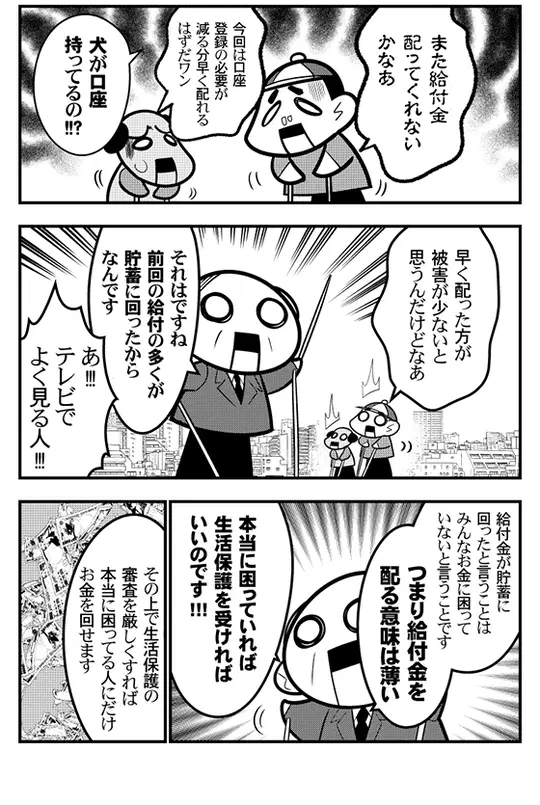 また給付金
配ってくれない
かなあ
今回は口座
登録の必要が
減る分早く配れる
はずだワン
犬が口座
持ってるの!!?
早く配った方が
被害が少ないと
思うんだけどなあ
それはですね
前回の給付の多くが
貯蓄に回ったから
なんです
あ!!!
テレビで
よく見る人!!!
給付金が貯蓄に
回ったと言うことは
みんなお金に困って
いないと言うことです
つまり給付金を
配る意味は薄い
本当に困っていれば
生活保護を受ければ
いいのです!!!
その上で生活保護の
審査を厳しくすれば
本当に困ってる人にだけ
お金を回せます